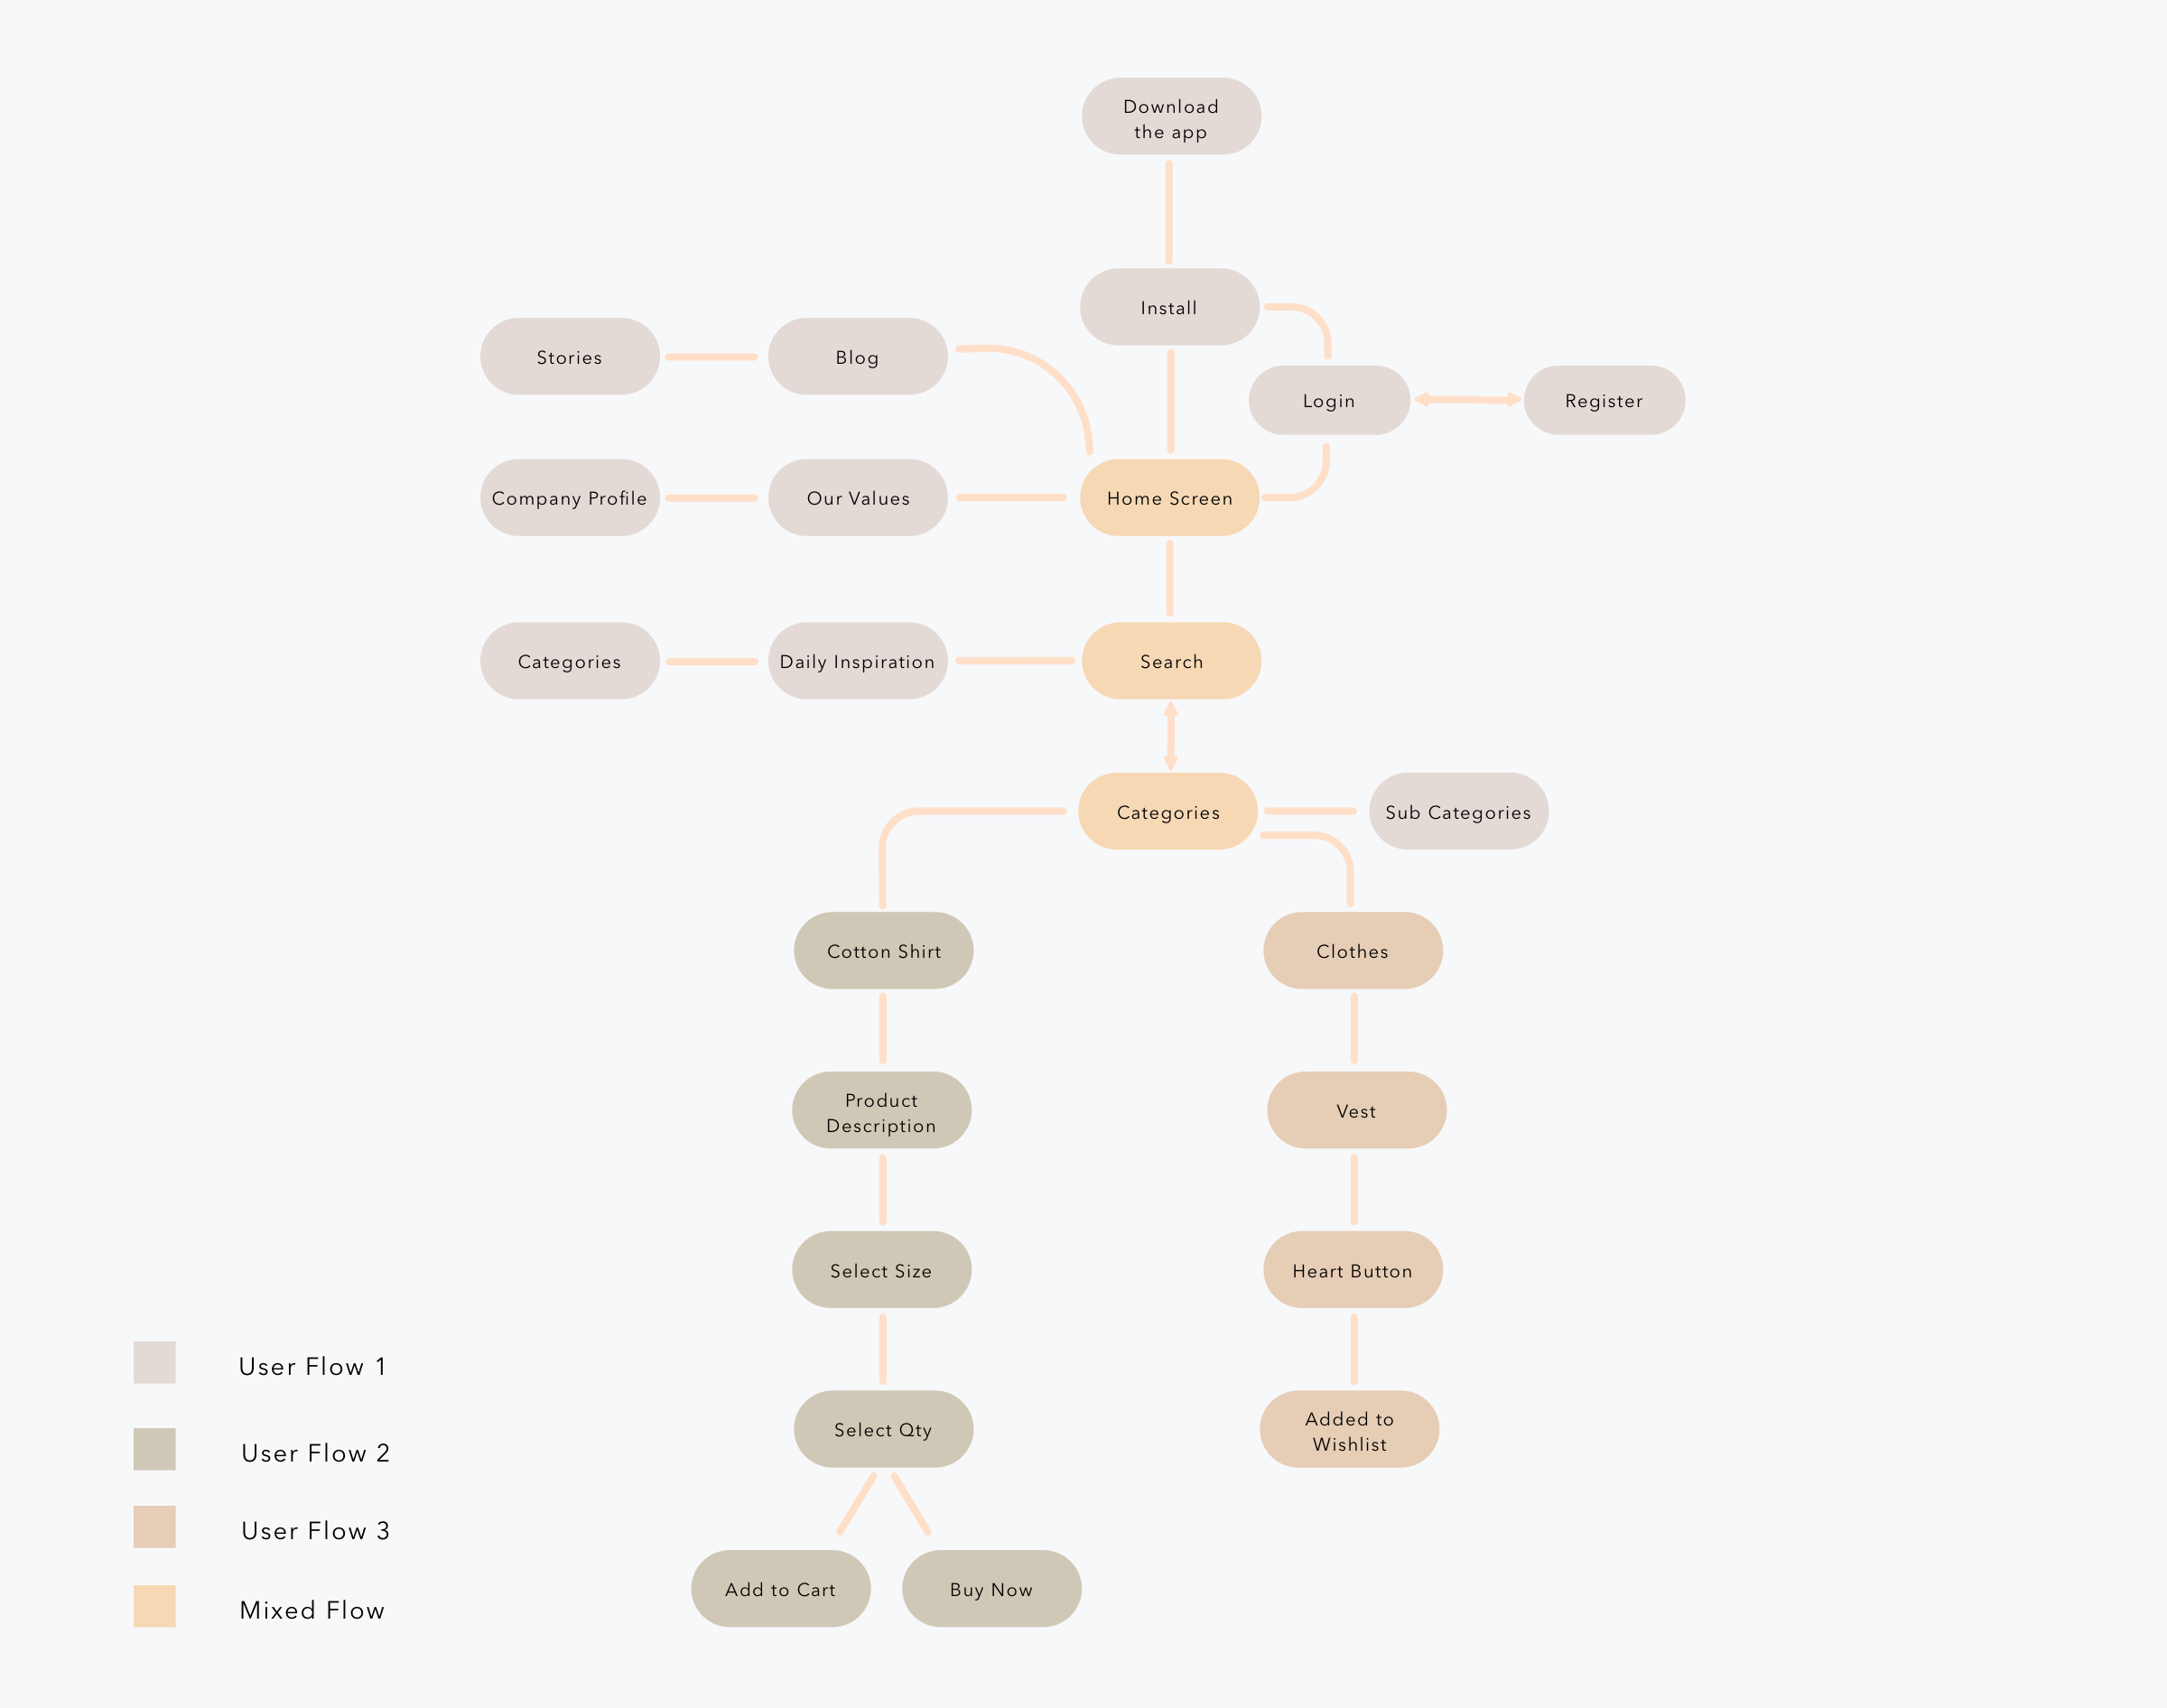 Download
the app
Install
Stories
Blog
Login
Register
Company Profile
Our Values
Home Screen
Categories
Daily Inspiration
Search
Categories
Sub Categories
Cotton Shirt
Clothes
Product
Description
Vest
Select Size
Heart Button
Select Qty
Added to
Wishlist
Add to Cart
Buy Now
User Flow 1
User Flow 2
User Flow 3
Mixed Flow